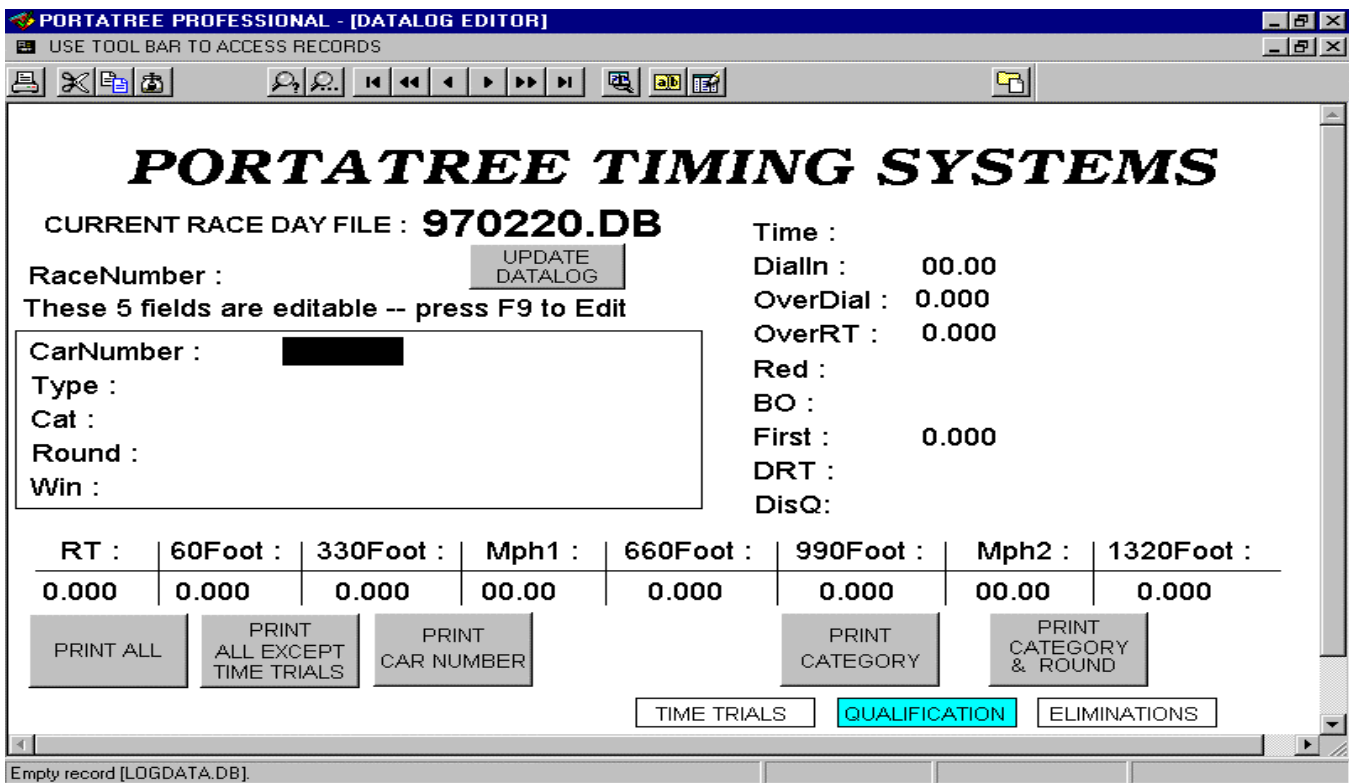 PORTATREE PROFESSIONAL - [DATALOG EDITOR]
USE TOOL BAR TO ACCESS RECORDS
PORTATREE TIMING SYSTEMS
CURRENT RACE DAY FILE : 970220.DB
UPDATE
DATALOG
RaceNumber :
These 5 fields are editable -- press F9 to Edit
CarNumber :
Type :
Cat :
Round :
Win :
Time :
DialIn : 00.00
OverDial : 0.000
OverRT : 0.000
Red :
BO :
First : 0.000
DRT :
DisQ:
RT : 60Foot : 330Foot : Mph1 : 660Foot : 990Foot : Mph2 : 1320Foot :
0.000 0.000 0.000 00.00 0.000 0.000 00.00 0.000
PRINT ALL
PRINT
ALL EXCEPT
TIME TRIALS
PRINT
CAR NUMBER
PRINT
CATEGORY
PRINT
CATEGORY
& ROUND
TIME TRIALS QUALIFICATION ELIMINATIONS
Empty record [LOGDATA.DB].